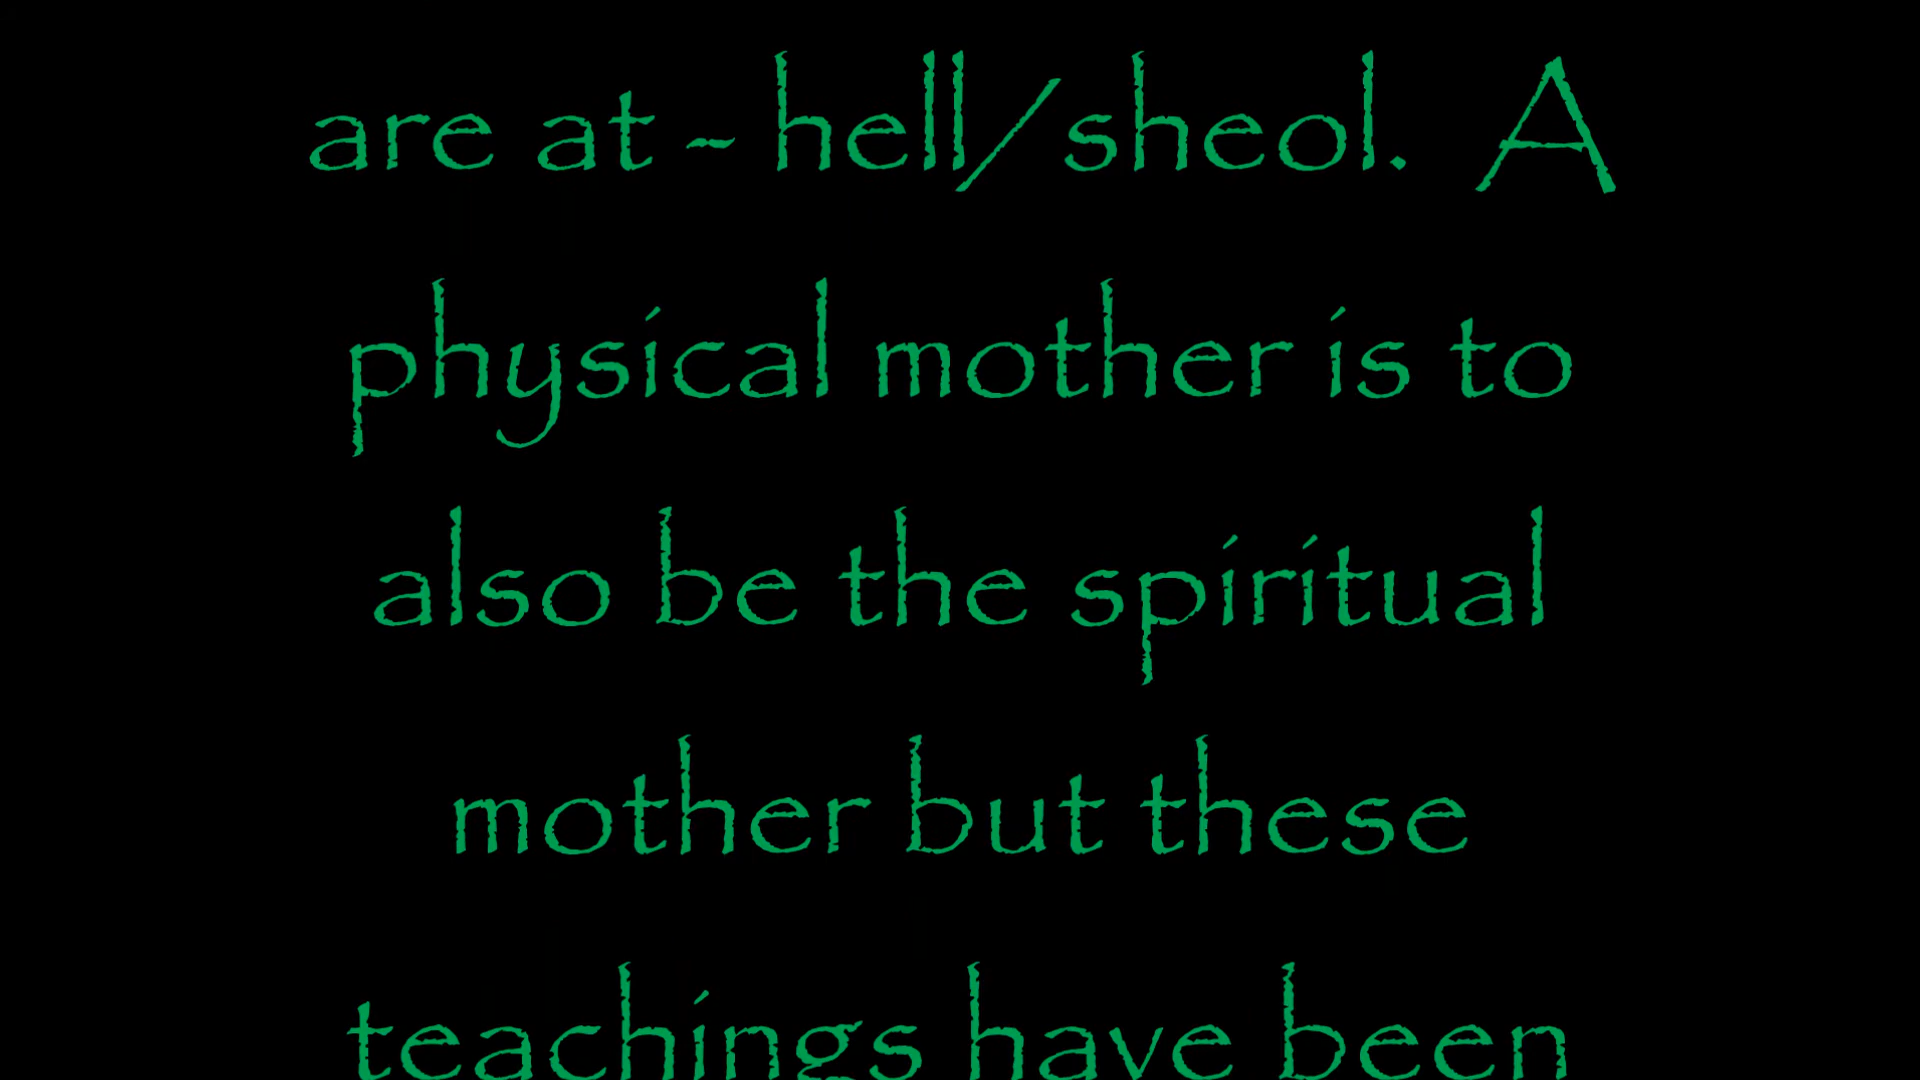 are at - hell/sheol. A
physical mother is to
also be the spiritual
mother but these
teachings have been